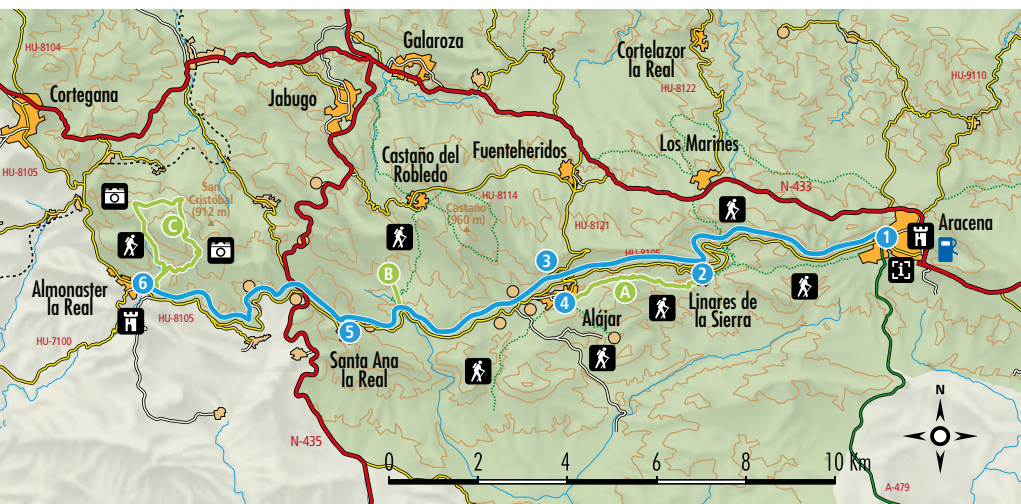 HU-8104
Galaroza
Cortelazor
la Real
HU-9110
Cortegana
Jabugo
HU-8122
Castaño del
Robledo
Fuenteheridos
Los Marines
HU-8105
San
Cristobal
(912 m)
HU-8114
N-433
Castaño
(960 m)
C
HU-8121
Aracena
1
HU-8105
3
2
B
6
A
4
Almonaster
la Real
Linares de
la Sierra
Alájar
HU-8105
5
HU-7100
Santa Ana
la Real
N
N-435
0 2 4 6 8 10 Km
A-479